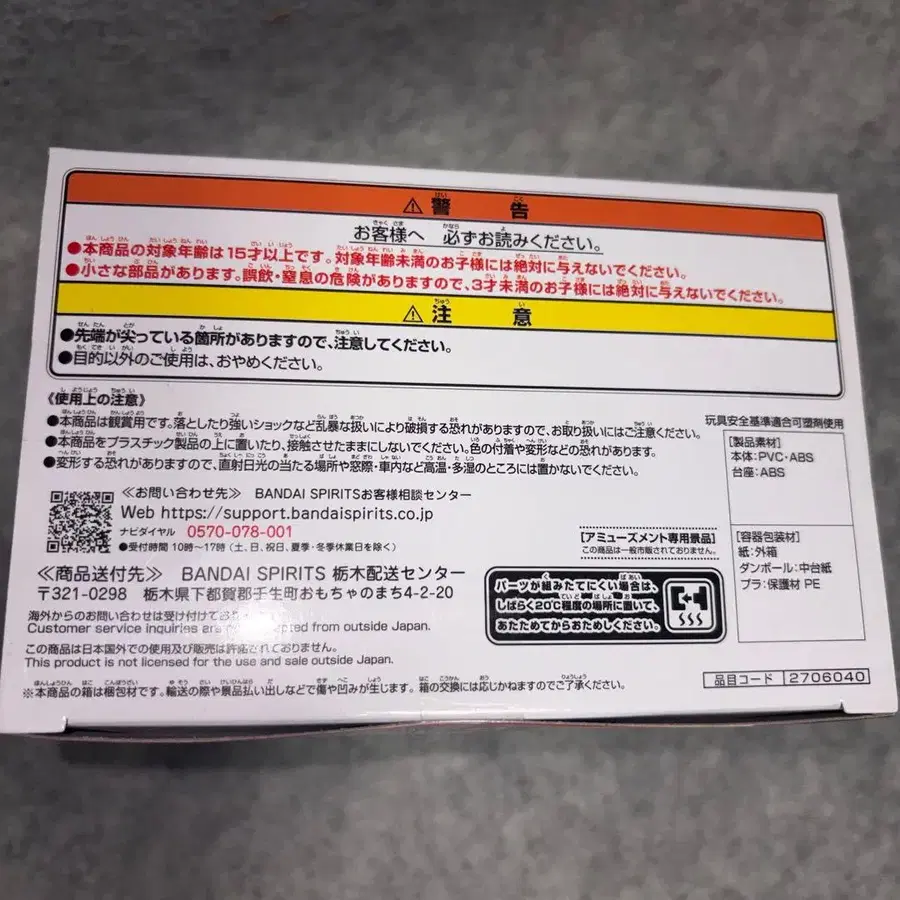 ⚠ 警告
お客様へ 必ずお読みください。
●本商品の対象年齢は15才以上です。対象年齢未満のお子様には絶対に与えないでください。
●小さな部品があります。誤飲・窒息の危険がありますので、3才未満のお子様には絶対に与えないでください。
⚠ 注意
●先端が尖っている箇所がありますので、注意してください。
●目的以外のご使用は、おやめください。
《使用上の注意》
●本商品は観賞用です。落としたり強いショックなど乱暴な扱いにより破損する恐れがありますので、お取り扱いにはご注意ください。
●本商品をプラスチック製品の上に置いたり、接触させたままにしないでください。色の付着や変形などの恐れがあります。
●変形する恐れがありますので、直射日光の当たる場所や窓際・車内など高温・多湿のところには置かないでください。
玩具安全基準適合可塑剤使用
[製品素材]
本体:PVC・ABS
台座:ABS
[容器包装材]
紙:外箱
ダンボール:中台紙
プラ:保護材 PE
≪お問い合わせ先≫ BANDAI SPIRITSお客様相談センター
Web https://support.bandaispirits.co.jp
ナビダイヤル 0570-078-001
●受付時間 10時～17時(土、日、祝日、夏季・冬季休業日を除く)
[アミューズメント専用景品]
この商品は一般市販されておりません。
≪商品送付先≫ BANDAI SPIRITS 栃木配送センター
〒321-0298 栃木県下都賀郡壬生町おもちゃのまち4-2-20
パーツが組みたてにくい場合は、
しばらく20℃程度の場所に置いて、
あたためてからおためしください。
海外からのお問い合わせは受け付けて
Customer service inquiries are accepted from outside Japan.
この商品は日本国外での使用及び販売は許諾されておりません。
This product is not licensed for the use and sale outside Japan.
※本商品の箱は梱包材です。輸送の際や景品払い出しなどで傷や凹みが生じます。箱の交換には応じかねますのでご了承ください。
品目コード 2706040